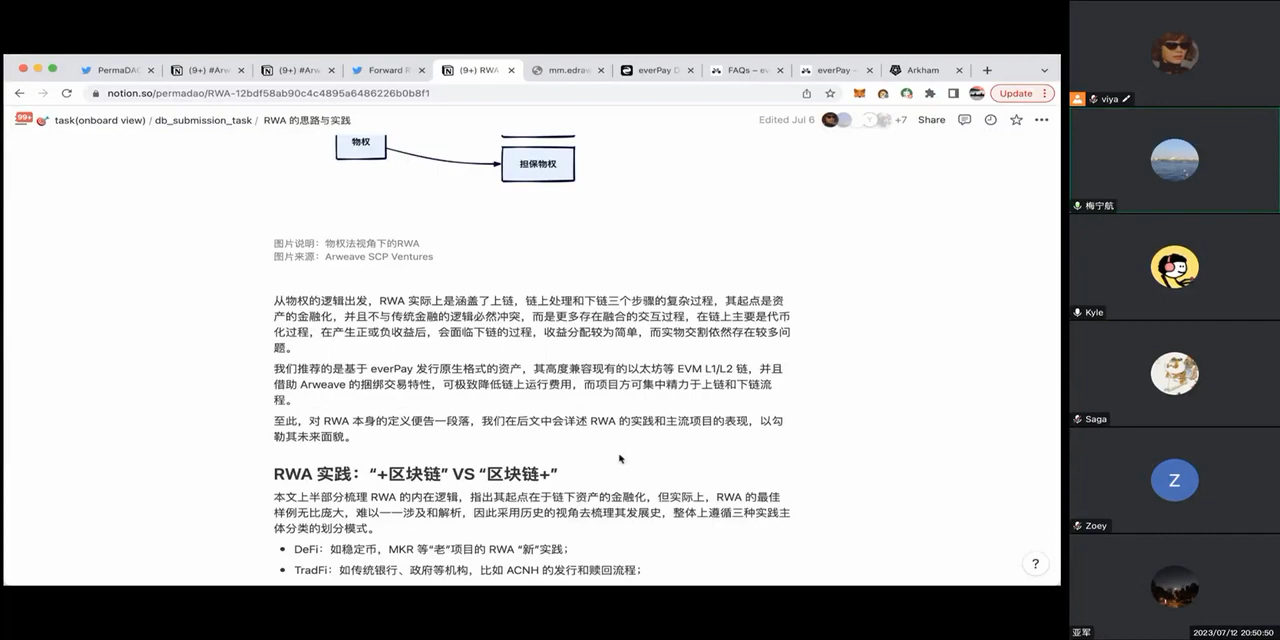 PermaDA
(9+) #Arw
(9+) #Arw
Forward R
(9+) RWA
mm.edraw
everPay D
FAQs – ev
everPay –
Arkham
notion.so/permadao/RWA-12bdf58ab90c4c4895a6486226b0b8f1
Update
99+
task(onboard view) / db_submission_task / RWA 的思路与实践
Edited Jul 6
+7
Share
物权
担保物权
图片说明：物权法视角下的RWA
图片来源：Arweave SCP Ventures
从物权的逻辑出发，RWA 实际上是涵盖了上链，链上处理和下链三个步骤的复杂过程，其起点是资
产的金融化，并且不与传统金融的逻辑必然冲突，而是更多存在融合的交互过程，在链上主要是代币
化过程，在产生正或负收益后，会面临下链的过程，收益分配较为简单，而实物交割依然存在较多问
题。
我们推荐的是基于 everPay 发行原生格式的资产，其高度兼容现有的以太坊等 EVM L1/L2 链，并且
借助 Arweave 的捆绑交易特性，可极致降低链上运行费用，而项目方可集中精力于上链和下链流
程。
至此，对 RWA 本身的定义便告一段落，我们在后文中会详述 RWA 的实践和主流项目的表现，以勾
勒其未来面貌。
RWA 实践：“+区块链” VS “区块链+”
本文上半部分梳理 RWA 的内在逻辑，指出其起点在于链下资产的金融化，但实际上，RWA 的最佳
样例无比庞大，难以一一涉及和解析，因此采用历史的视角去梳理其发展史，整体上遵循三种实践主
体分类的划分模式。
• DeFi：如稳定币，MKR 等“老”项目的 RWA “新”实践；
• TradFi：如传统银行、政府等机构，比如 ACNH 的发行和赎回流程；
?
viya
梅宁航
Kyle
Saga
Z
Zoey
亚军
2023/07/12 20:50:50